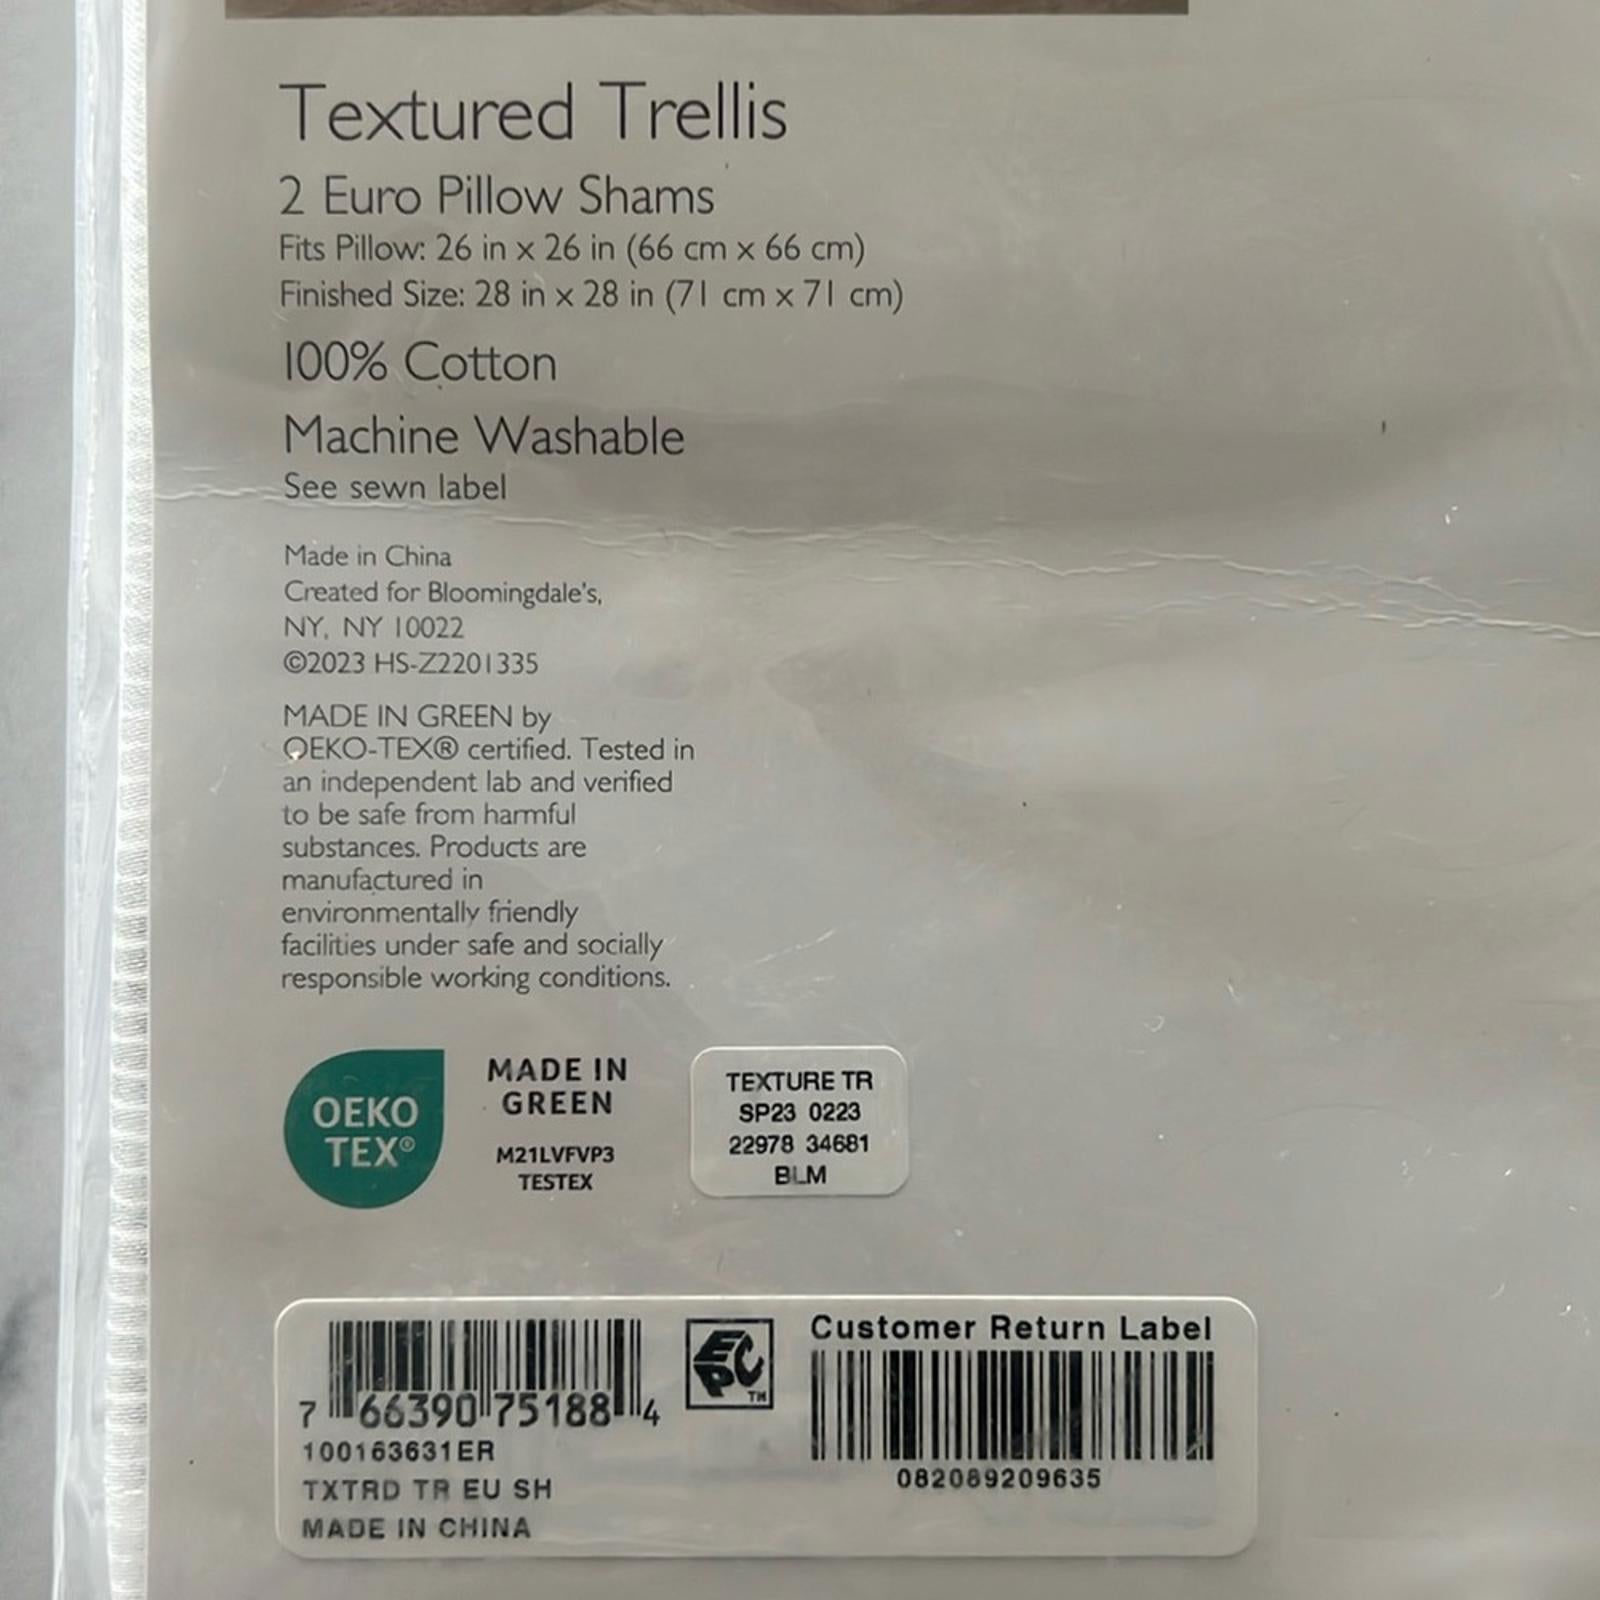 Textured Trellis
2 Euro Pillow Shams
Fits Pillow: 26 in x 26 in (66 cm x 66 cm)
Finished Size: 28 in x 28 in (71 cm x 71 cm)
100% Cotton
Machine Washable
See sewn label
Made in China
Created for Bloomingdale's,
NY, NY 10022
©2023 HS-Z2201335
MADE IN GREEN by
OEKO-TEX® certified. Tested in
an independent lab and verified
to be safe from harmful
substances. Products are
manufactured in
environmentally friendly
facilities under safe and socially
responsible working conditions.
OEKO
TEX®
MADE IN
GREEN
M21LVFVP3
TESTEX
TEXTURE TR
SP23 0223
22978 34681
BLM
7 66390 75188 4
100163631ER
TXTRD TR EU SH
MADE IN CHINA
EPC™
Customer Return Label
082089209635